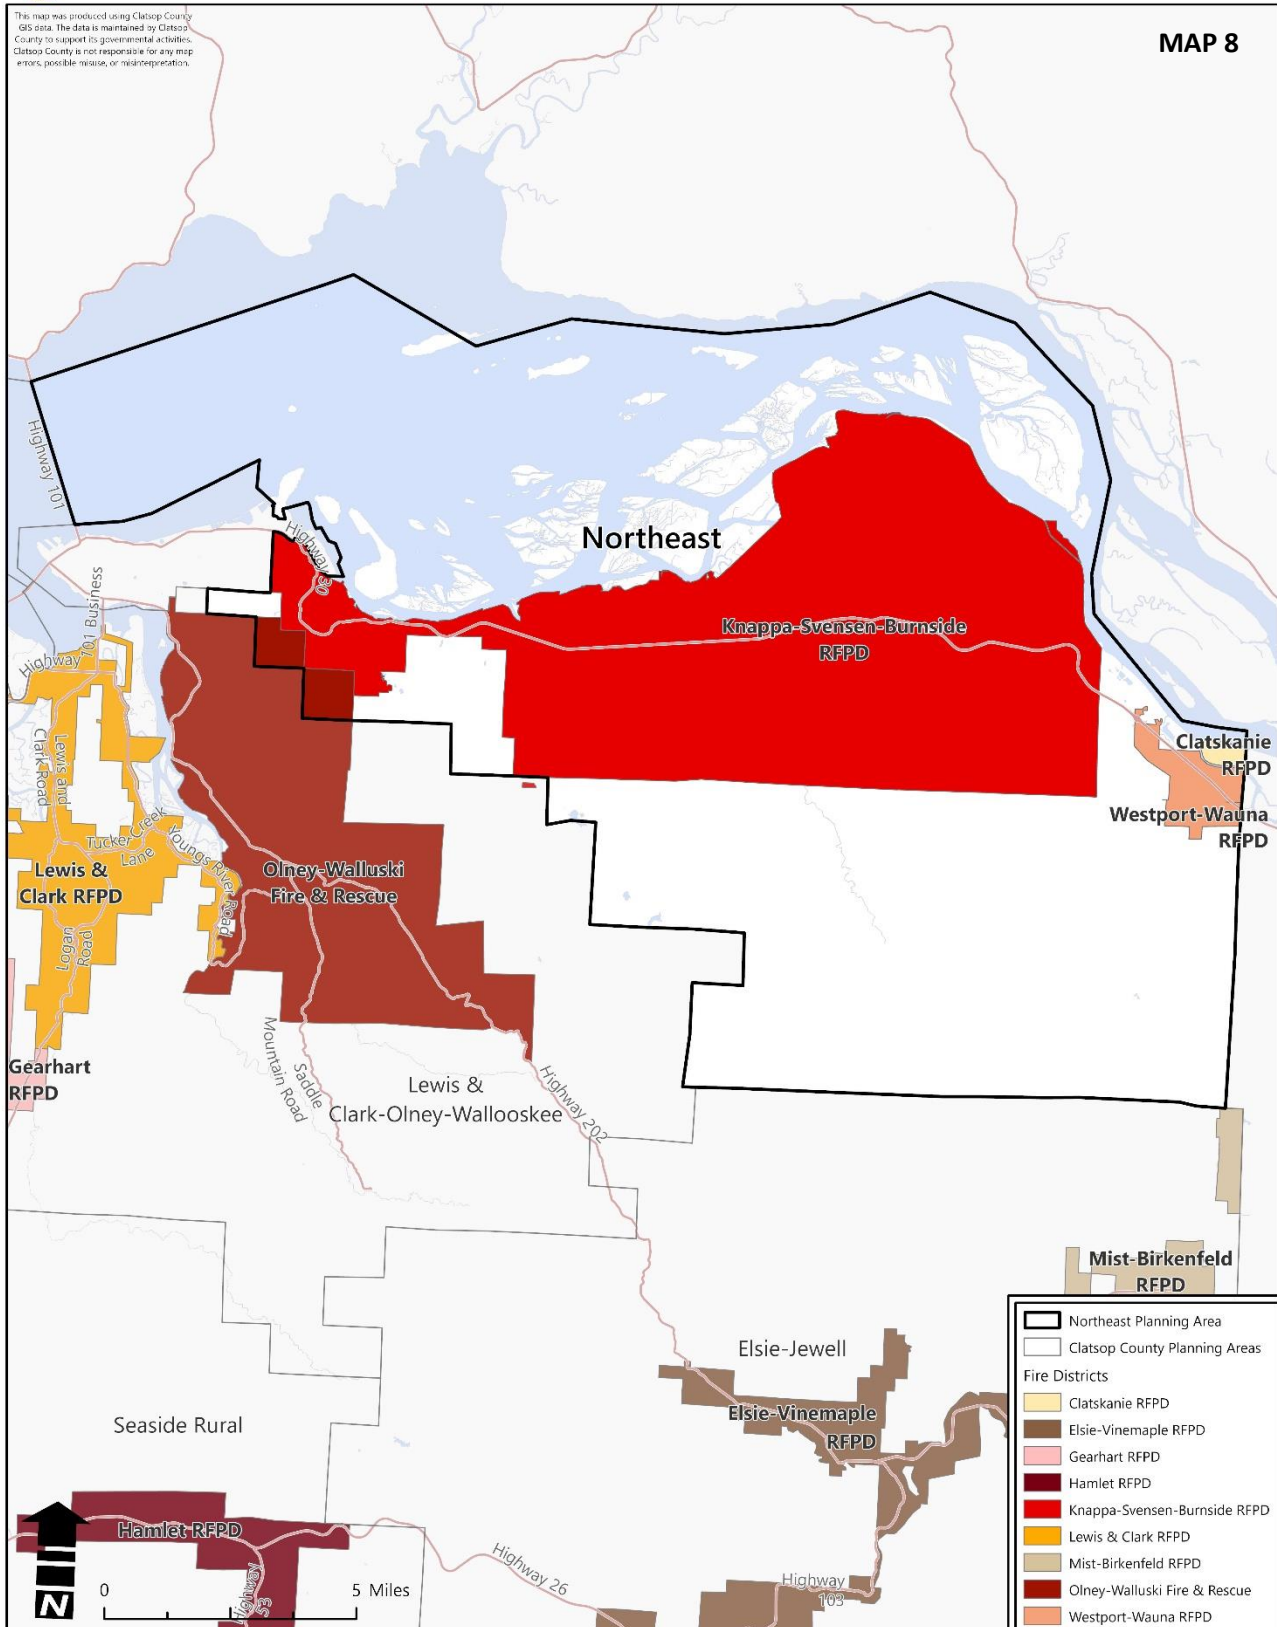 This map was produced using Clatsop County
GIS data. The data is maintained by Clatsop
County to support its governmental activities.
Clatsop County is not responsible for any map
errors, possible misuse, or misinterpretation.
MAP 8
Highway 101
Highway 30
Northeast
Highway 101 Business
Knappa-Svensen-Burnside
RFPD
Clatskanie
RFPD
Westport-Wauna
RFPD
Lewis and
Clark Road
Tucker Creek
Lane
Youngs River Road
Lewis &
Clark RFPD
Olney-Walluski
Fire & Rescue
Logan
Road
Gearhart
RFPD
Saddle
Mountain Road
Lewis &
Clark-Olney-Wallooskee
Highway 202
Mist-Birkenfeld
RFPD
Elsie-Jewell
Seaside Rural
Elsie-Vinemaple
RFPD
Hamlet RFPD
Highway
53
Highway 26
Highway
103
N
0 5 Miles
Northeast Planning Area
Clatsop County Planning Areas
Fire Districts
Clatskanie RFPD
Elsie-Vinemaple RFPD
Gearhart RFPD
Hamlet RFPD
Knappa-Svensen-Burnside RFPD
Lewis & Clark RFPD
Mist-Birkenfeld RFPD
Olney-Walluski Fire & Rescue
Westport-Wauna RFPD